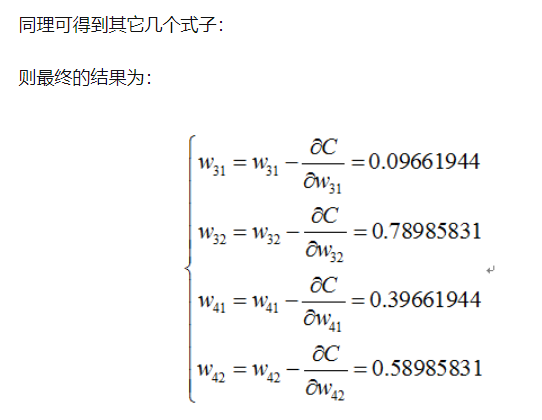 同理可得到其它几个式子：
则最终的结果为：
w₃₁ = w₃₁ − ∂C/∂w₃₁ = 0.09661944
w₃₂ = w₃₂ − ∂C/∂w₃₂ = 0.78985831
w₄₁ = w₄₁ − ∂C/∂w₄₁ = 0.39661944
w₄₂ = w₄₂ − ∂C/∂w₄₂ = 0.58985831